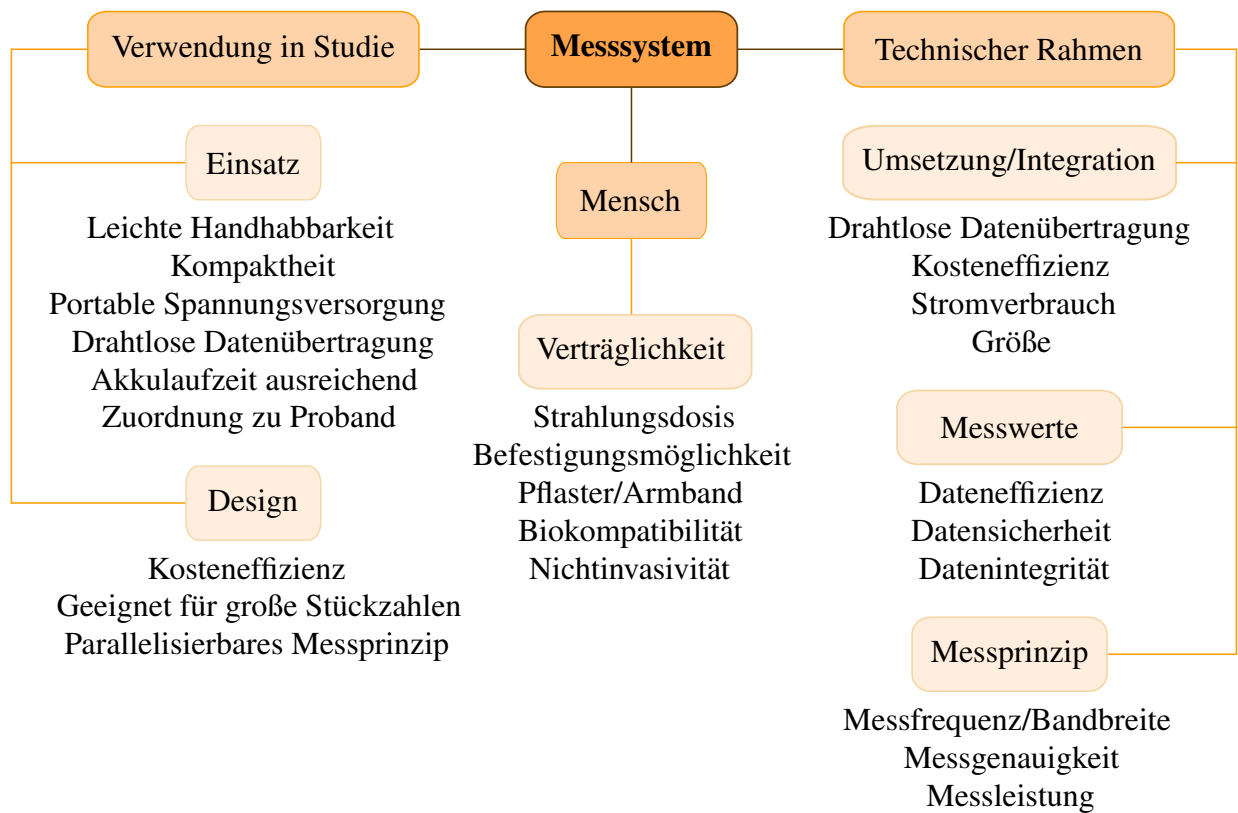 Messsystem
Verwendung in Studie
Einsatz
Leichte Handhabbarkeit
Kompaktheit
Portable Spannungsversorgung
Drahtlose Datenübertragung
Akkulaufzeit ausreichend
Zuordnung zu Proband
Design
Kosteneffizienz
Geeignet für große Stückzahlen
Parallelisierbares Messprinzip
Mensch
Verträglichkeit
Strahlungsdosis
Befestigungsmöglichkeit
Pflaster/Armband
Biokompatibilität
Nichtinvasivität
Technischer Rahmen
Umsetzung/Integration
Drahtlose Datenübertragung
Kosteneffizienz
Stromverbrauch
Größe
Messwerte
Dateneffizienz
Datensicherheit
Datenintegrität
Messprinzip
Messfrequenz/Bandbreite
Messgenauigkeit
Messleistung